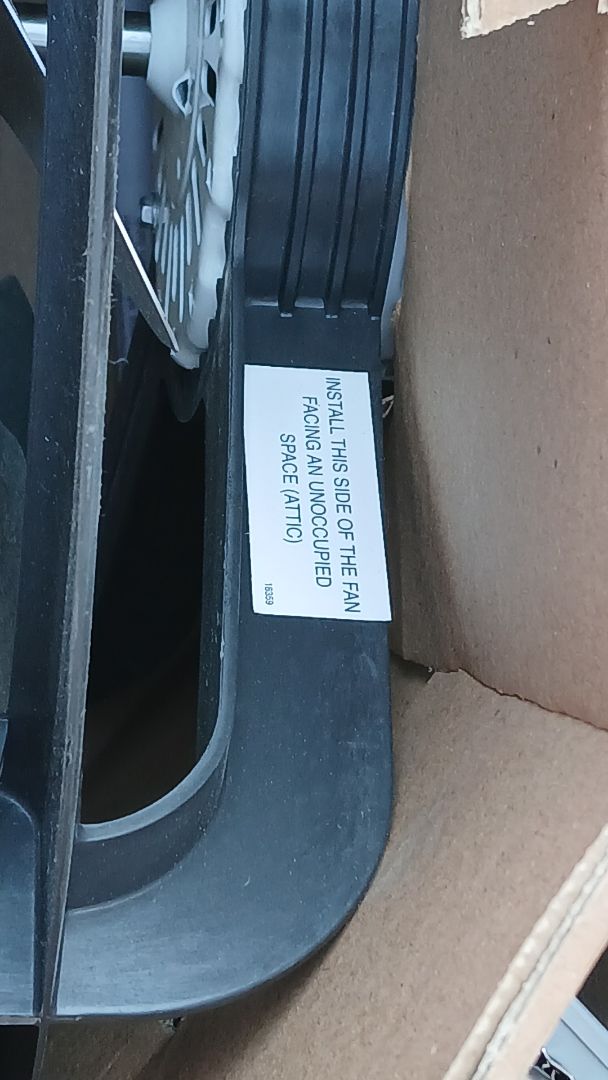 INSTALL THIS SIDE OF THE FAN
FACING AN UNOCCUPIED
SPACE (ATTIC)
18359